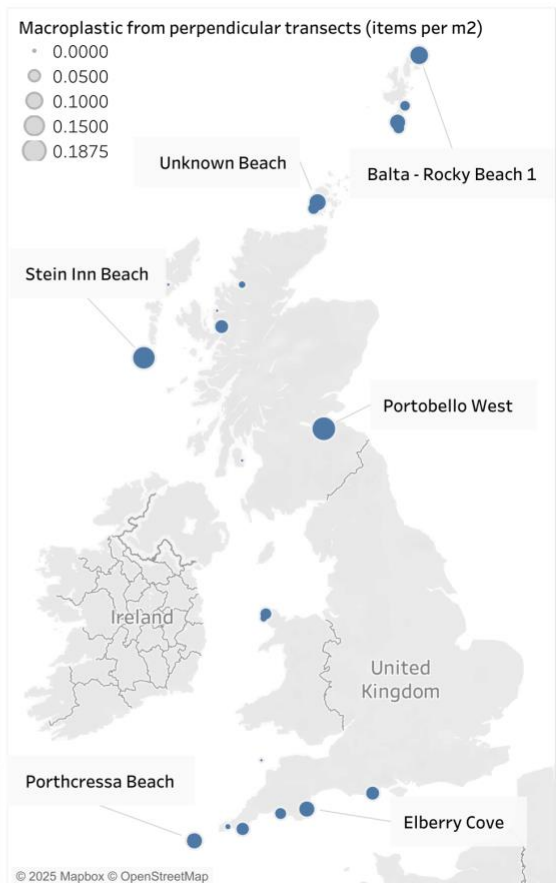 Macroplastic from perpendicular transects (items per m2)
0.0000
0.0500
0.1000
0.1500
0.1875
Unknown Beach
Balta - Rocky Beach 1
Stein Inn Beach
Portobello West
Ireland
United
Kingdom
Porthcressa Beach
Elberry Cove
© 2025 Mapbox © OpenStreetMap